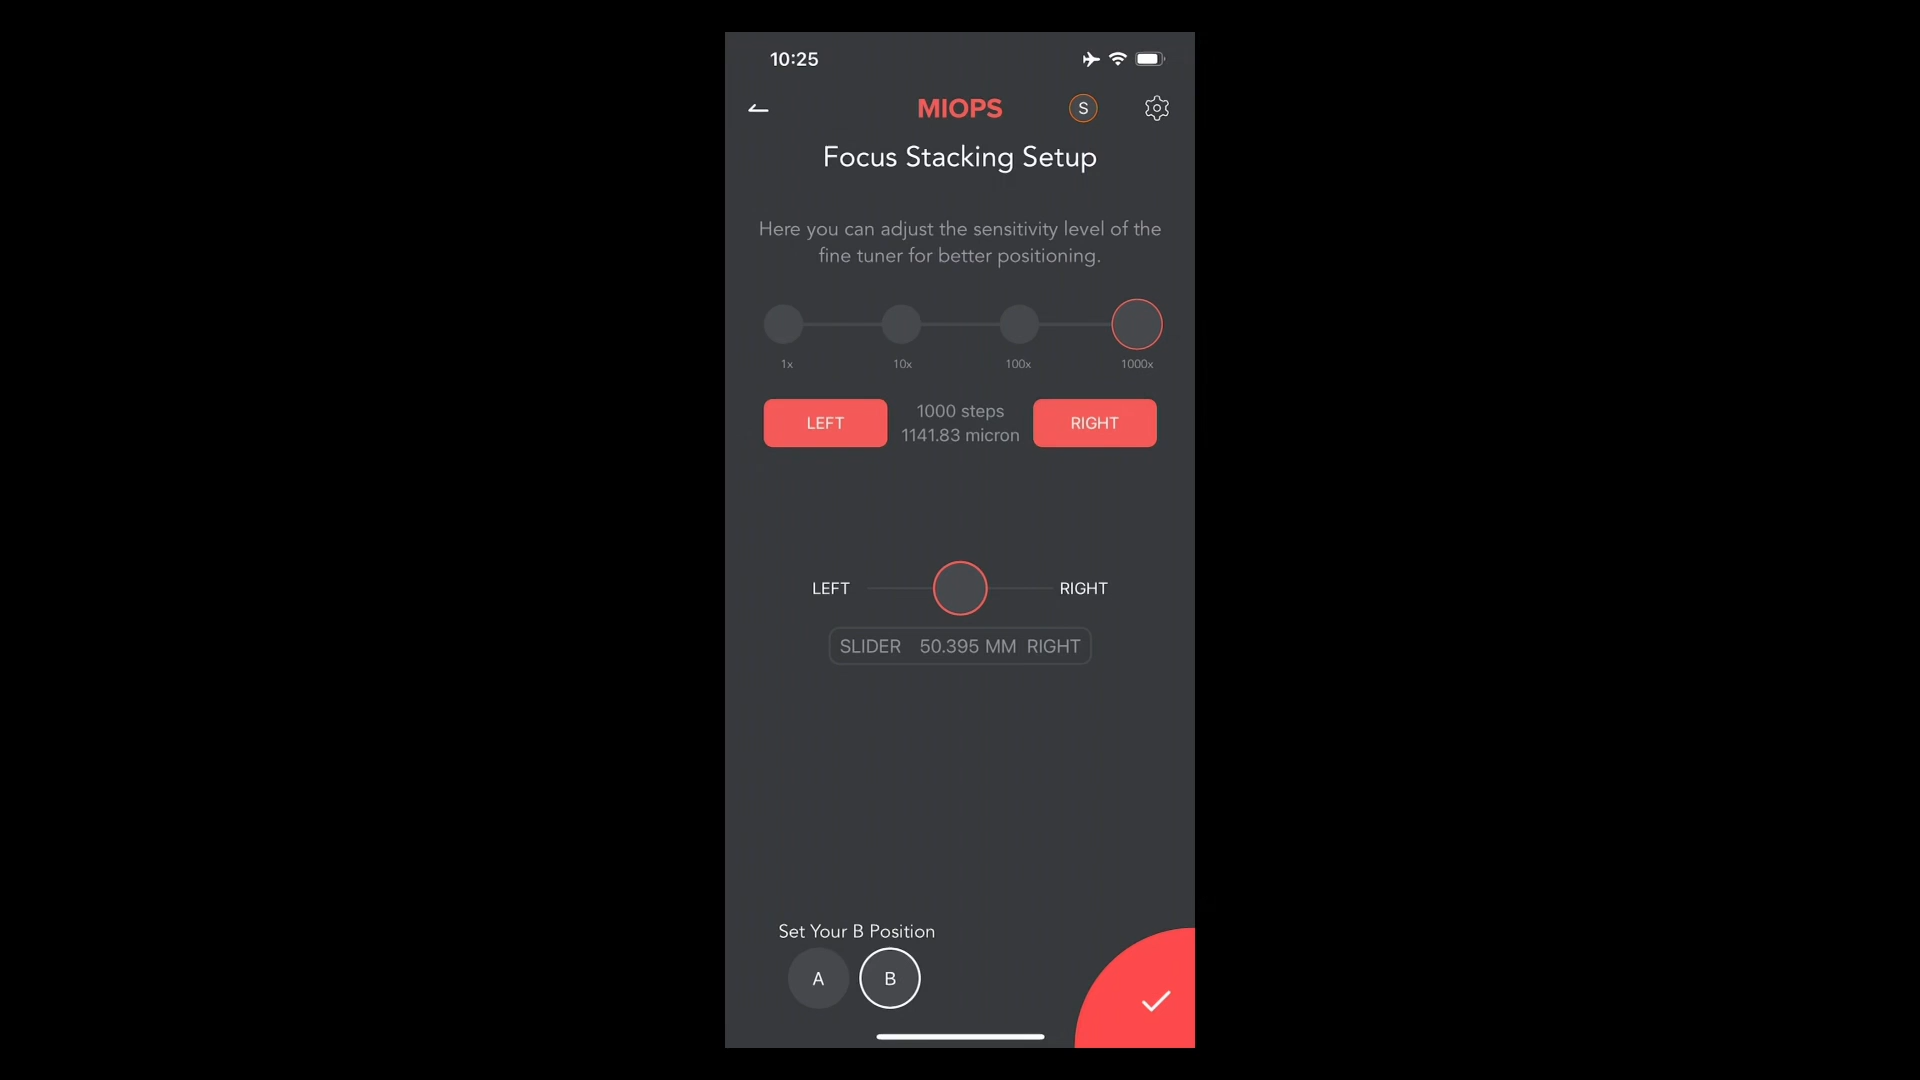 10:25
MIOPS
S
Focus Stacking Setup
Here you can adjust the sensitivity level of the
fine tuner for better positioning.
1x 10x 100x 1000x
LEFT
1000 steps
1141.83 micron
RIGHT
LEFT RIGHT
SLIDER 50.395 MM RIGHT
Set Your B Position
A B